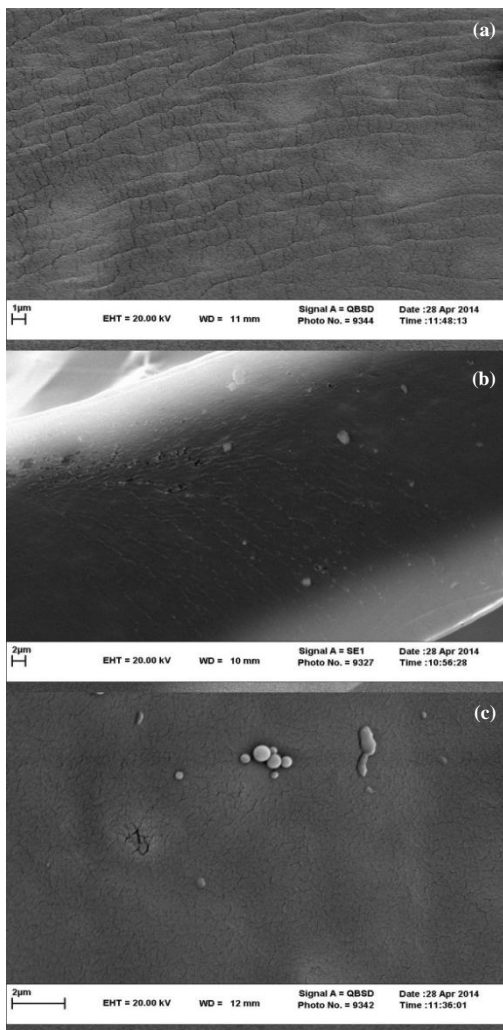 (a)
1µm
EHT = 20.00 kV WD = 11 mm Signal A = QBSD Date :28 Apr 2014
Photo No. = 9344 Time :11:48:13
(b)
2µm
EHT = 20.00 kV WD = 10 mm Signal A = SE1 Date :28 Apr 2014
Photo No. = 9327 Time :10:56:28
(c)
2µm
EHT = 20.00 kV WD = 12 mm Signal A = QBSD Date :28 Apr 2014
Photo No. = 9342 Time :11:36:01